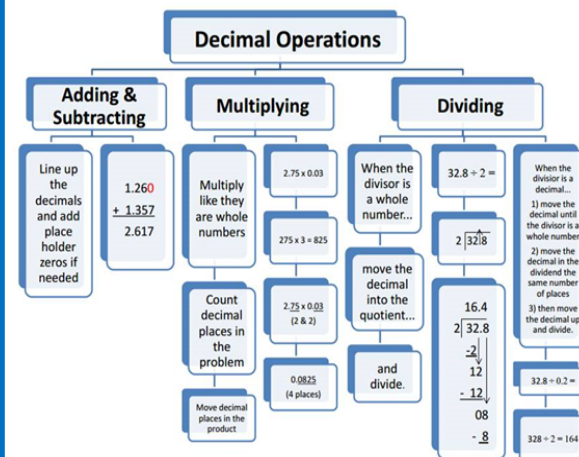 Decimal Operations
Adding &
Subtracting
Line up
the
decimals
and add
place
holder
zeros if
needed
1.260
+ 1.357
2.617
Multiplying
Multiply
like they
are whole
numbers
Count
decimal
places in
the
problem
Move decimal
places in the
product
2.75 x 0.03
275 x 3 = 825
2.75 x 0.03
(2 & 2)
0.0825
(4 places)
Dividing
When the
divisor is
a whole
number...
move the
decimal
into the
quotient...
and
divide.
32.8 ÷ 2 =
2 32.8
16.4
2 32.8
-2
12
- 12
08
- 8
When the
divisior is a
decimal...
1) move the
decimal until
the divisor is a
whole number
2) move the
decimal in the
dividend the
same number
of places
3) then move
the decimal up
and divide.
32.8 ÷ 0.2 =
328 ÷ 2 = 164